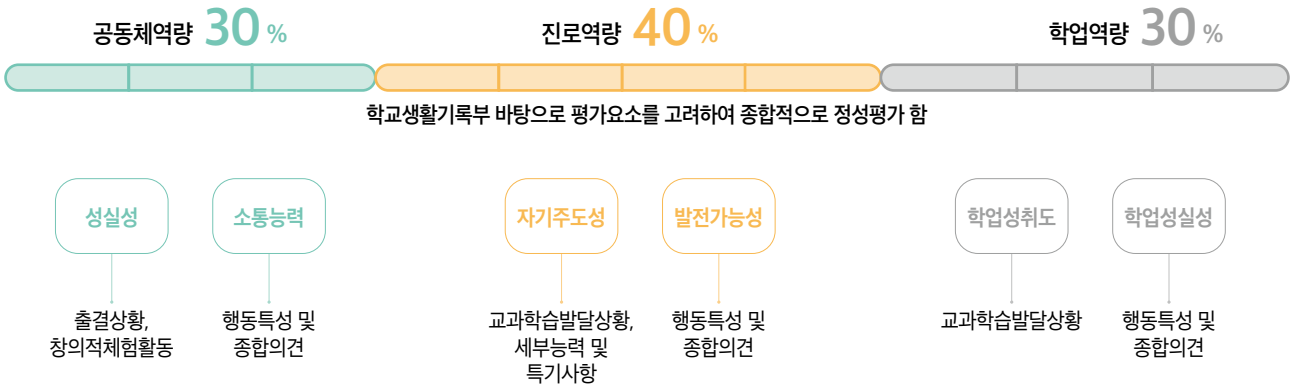 공동체역량 30 %
진로역량 40 %
학업역량 30 %
학교생활기록부 바탕으로 평가요소를 고려하여 종합적으로 정성평가 함
성실성
출결상황,
창의적체험활동
소통능력
행동특성 및
종합의견
자기주도성
교과학습발달상황,
세부능력 및
특기사항
발전가능성
행동특성 및
종합의견
학업성취도
교과학습발달상황
학업성실성
행동특성 및
종합의견